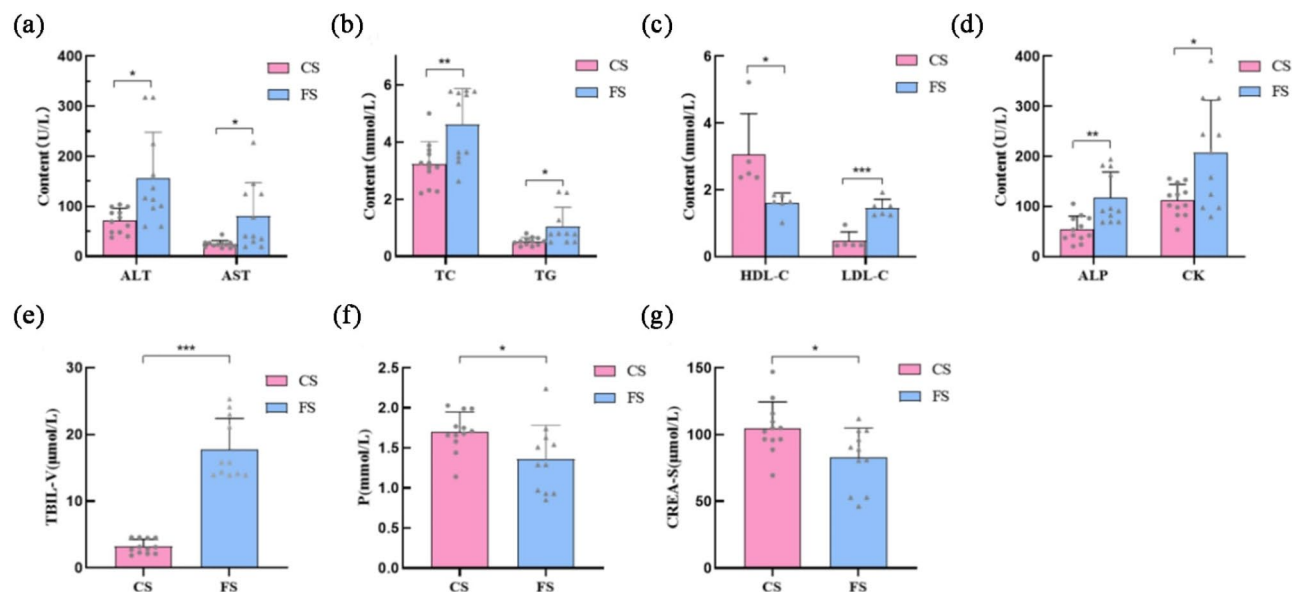 (a)
Content (U/L)
400
300
200
100
0
*
*
ALT
AST
CS
FS
(b)
Content (mmol/L)
6
4
2
0
**
*
TC
TG
CS
FS
(c)
Content (mmol/L)
6
4
2
0
*
***
HDL-C
LDL-C
CS
FS
(d)
Content (U/L)
400
300
200
100
0
**
*
ALP
CK
CS
FS
(e)
TBIL-V(μmol/L)
30
20
10
0
***
CS
FS
CS
FS
(f)
P(mmol/L)
2.5
2.0
1.5
1.0
0.5
0.0
*
CS
FS
CS
FS
(g)
CREA-S(μmol/L)
150
100
50
0
*
CS
FS
CS
FS